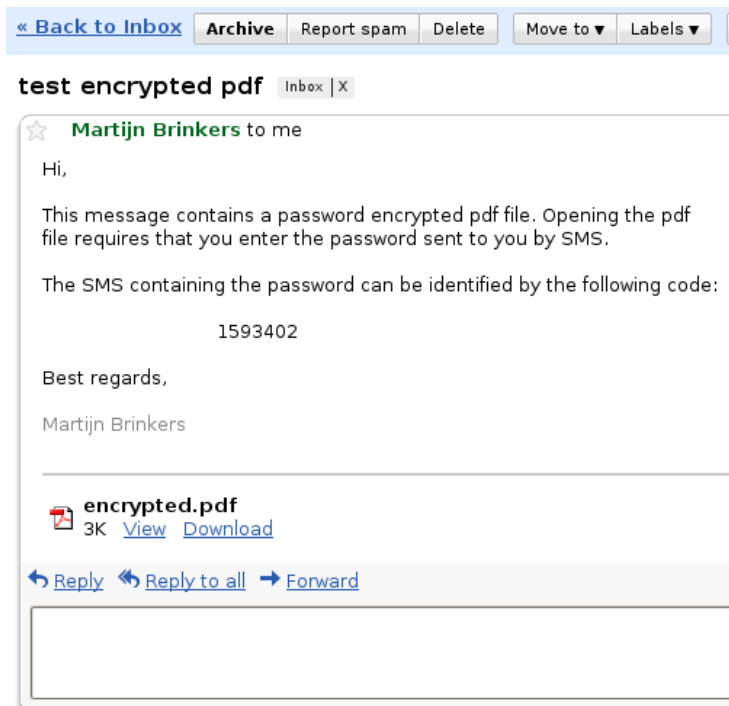 « Back to Inbox Archive Report spam Delete Move to ▾ Labels ▾
test encrypted pdf Inbox | X
Martijn Brinkers to me
Hi,
This message contains a password encrypted pdf file. Opening the pdf
file requires that you enter the password sent to you by SMS.
The SMS containing the password can be identified by the following code:
1593402
Best regards,
Martijn Brinkers
encrypted.pdf
3K View Download
Reply Reply to all Forward